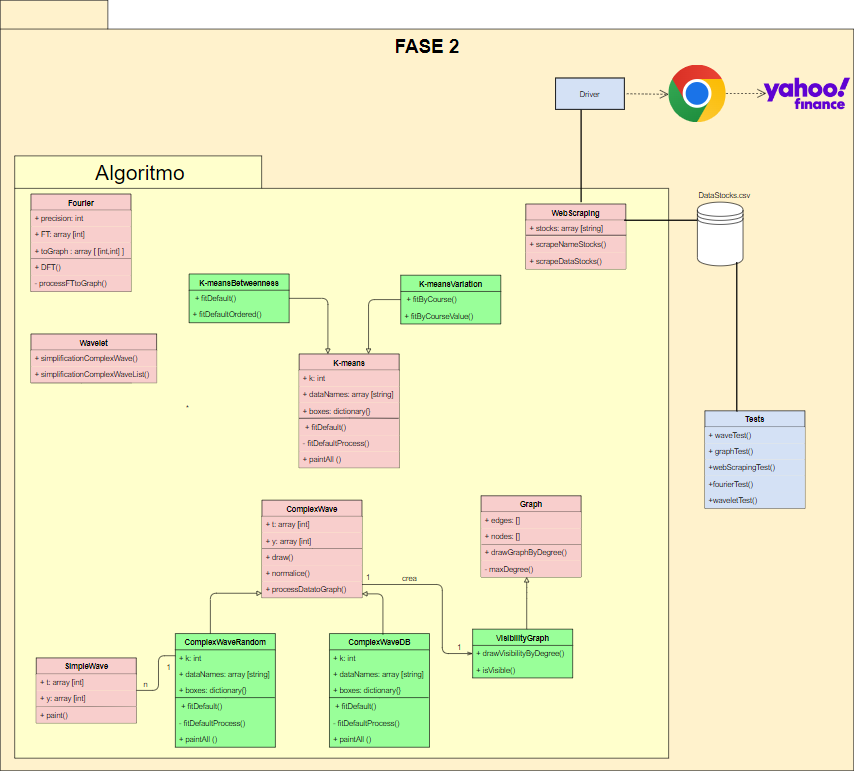 FASE 2
Driver
yahoo!
finance
Algoritmo
Fourier
+ precision: int
+ FT: array [int]
+ toGraph : array [ [int,int] ]
+ DFT()
- processFTtoGraph()
WebScraping
+ stocks: array [string]
+ scrapeNameStocks()
+ scrapeDataStocks()
DataStocks.csv
K-meansBetweenness
+ fitDefault()
+ fitDefaultOrdered()
K-meansVariation
+ fitByCourse()
+ fitByCourseValue()
Wavelet
+ simplificationComplexWave()
+ simplificationComplexWaveList()
K-means
+ k: int
+ dataNames: array [string]
+ boxes: dictionary{}
+ fitDefault()
- fitDefaultProcess()
+ paintAll ()
Tests
+ waveTest()
+ graphTest()
+webScrapingTest()
+fourierTest()
+waveletTest()
ComplexWave
+ t: array [int]
+ y: array [int]
+ draw()
+ normalice()
+ processDatatoGraph()
Graph
+ edges: []
+ nodes: []
+ drawGraphByDegree()
- maxDegree()
1
crea
1
VisibilityGraph
+ drawVisibilityByDegree()
+ isVisible()
SimpleWave
+ t: array [int]
+ y: array [int]
+ paint()
n
1
ComplexWaveRandom
+ k: int
+ dataNames: array [string]
+ boxes: dictionary{}
+ fitDefault()
- fitDefaultProcess()
+ paintAll ()
ComplexWaveDB
+ k: int
+ dataNames: array [string]
+ boxes: dictionary{}
+ fitDefault()
- fitDefaultProcess()
+ paintAll ()